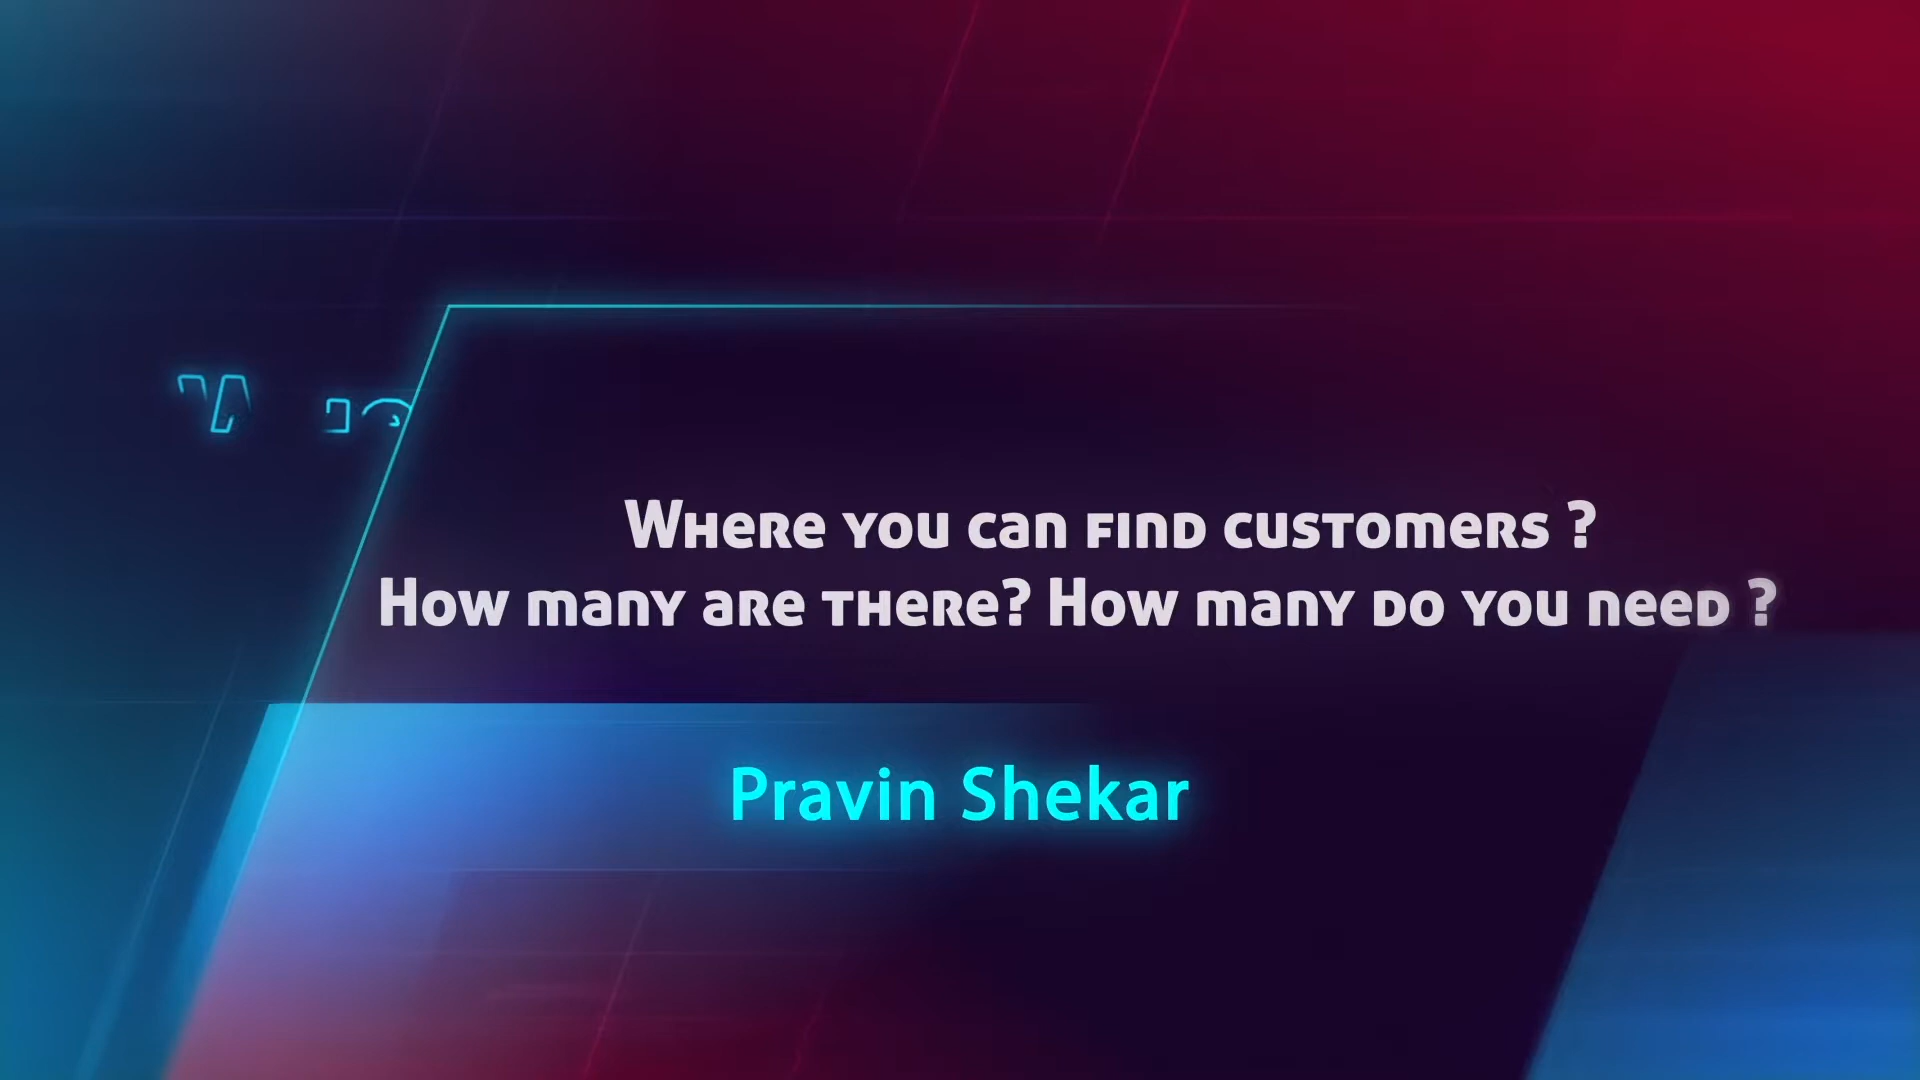 Where you can find customers ?
How many are there? How many do you need ?
Pravin Shekar